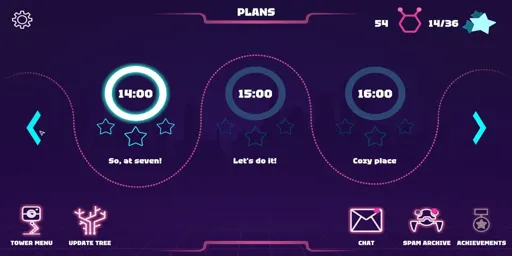 PLANS
54
14/36
14:00
15:00
16:00
So, at seven!
Let's do it!
Cozy place
TOWER MENU
UPDATE TREE
CHAT
SPAM ARCHIVE
ACHIEVEMENTS